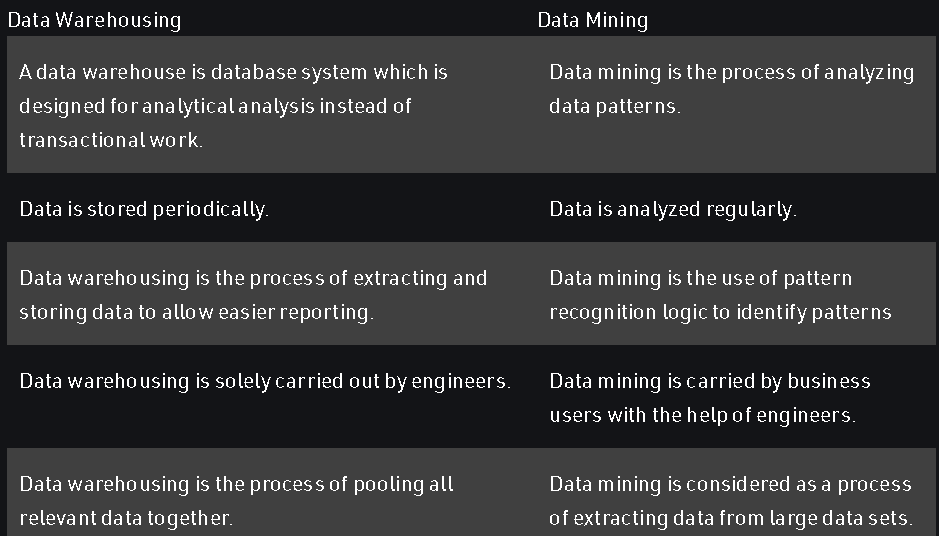 Data Warehousing
Data Mining
A data warehouse is database system which is
designed for analytical analysis instead of
transactional work.
Data mining is the process of analyzing
data patterns.
Data is stored periodically.
Data is analyzed regularly.
Data warehousing is the process of extracting and
storing data to allow easier reporting.
Data mining is the use of pattern
recognition logic to identify patterns
Data warehousing is solely carried out by engineers.
Data mining is carried by business
users with the help of engineers.
Data warehousing is the process of pooling all
relevant data together.
Data mining is considered as a process
of extracting data from large data sets.